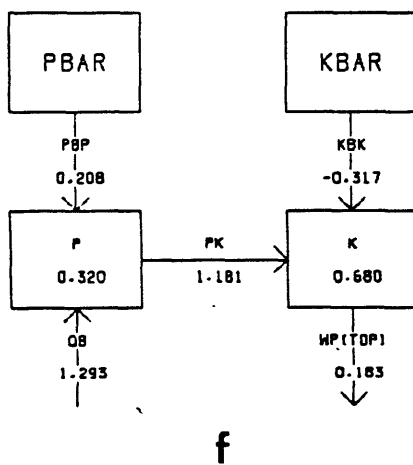 PBAR KBAR
PBP KBK
0.208 -0.317
P PK K
0.320 1.181 0.680
QB WP(TOP)
1.293 0.183
f